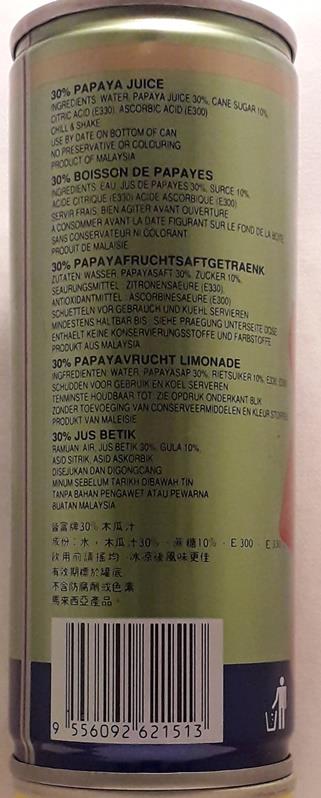 30% PAPAYA JUICE
INGREDIENTS: WATER, PAPAYA JUICE 30%, CANE SUGAR 10%,
CITRIC ACID (E330), ASCORBIC ACID (E300)
CHILL & SHAKE
USE BY DATE ON BOTTOM OF CAN
NO PRESERVATIVE OR COLOURING
PRODUCT OF MALAYSIA
30% BOISSON DE PAPAYES
INGREDIENTS: EAU, JUS DE PAPAYES 30%, SURCE 10%,
ACIDE CITRIQUE (E330) ACIDE ASCORBIQUE (E300)
SERVIR FRAIS, BIEN AGITER AVANT OUVERTURE
A CONSOMMER AVANT LA DATE FIGURANT SUR LE FOND DE LA BOITE
SANS CONSERVATEUR NI COLORANT
PRODUIT DE MALAISIE
30% PAPAYAFRUCHTSAFTGETRAENK
ZUTATEN: WASSER, PAPAYASAFT 30%, ZUCKER 10%,
SEAURUNGSMITTEL : ZITRONENSAEURE (E330)
ANTIOXIDANTMITTEL : ASCORBINESAEURE (E300)
SCHUETTELN VOR GEBRAUCH UND KUEHL SERVIEREN
MINDESTENS HALTBAR BIS : SIEHE PRAEGUNG UNTERSEITE DOSE
ENTHAELT KEINE KONSERVIERUNGSSTOFFE UND FARBSTOFFE
PRODUKT AUS MALAYSIA
30% PAPAYAVRUCHT LIMONADE
INGFREDIENTEN: WATER, PAPAYASAP 30%, RIETSUIKER 10%,
SCHUDDEN VOOR GEBRUIK EN KOEL SERVEREN
TENMINSTE HOUDBAAR TOT: ZIE OPDRUK ONDERKANT BLIK
ZONDER TOEVOEGING VAN CONSERVEERMIDDELEN EN KLEUR
PRODUKT VAN MALEISIE
30% JUS BETIK
RAMUAN: AIR, JUS BETIK 30%, GULA 10%,
ASID SITRIK, ASID ASKORBIK
DISEJUKAN DAN DIGONGCANG
MINUM SEBELUM TARIKH DIBAWAH TIN
TANPA BAHAN PENGAWET ATAU PEWARNA
BUATAN MALAYSIA
皆富牌30% 木瓜汁
成份：水，木瓜汁30%，蔗糖10%，E300，E330
飲用前請搖均，冰涼後風味更佳
有效期標於罐底
不含防腐劑或色素
馬來西亞產品。
9 556092 621513